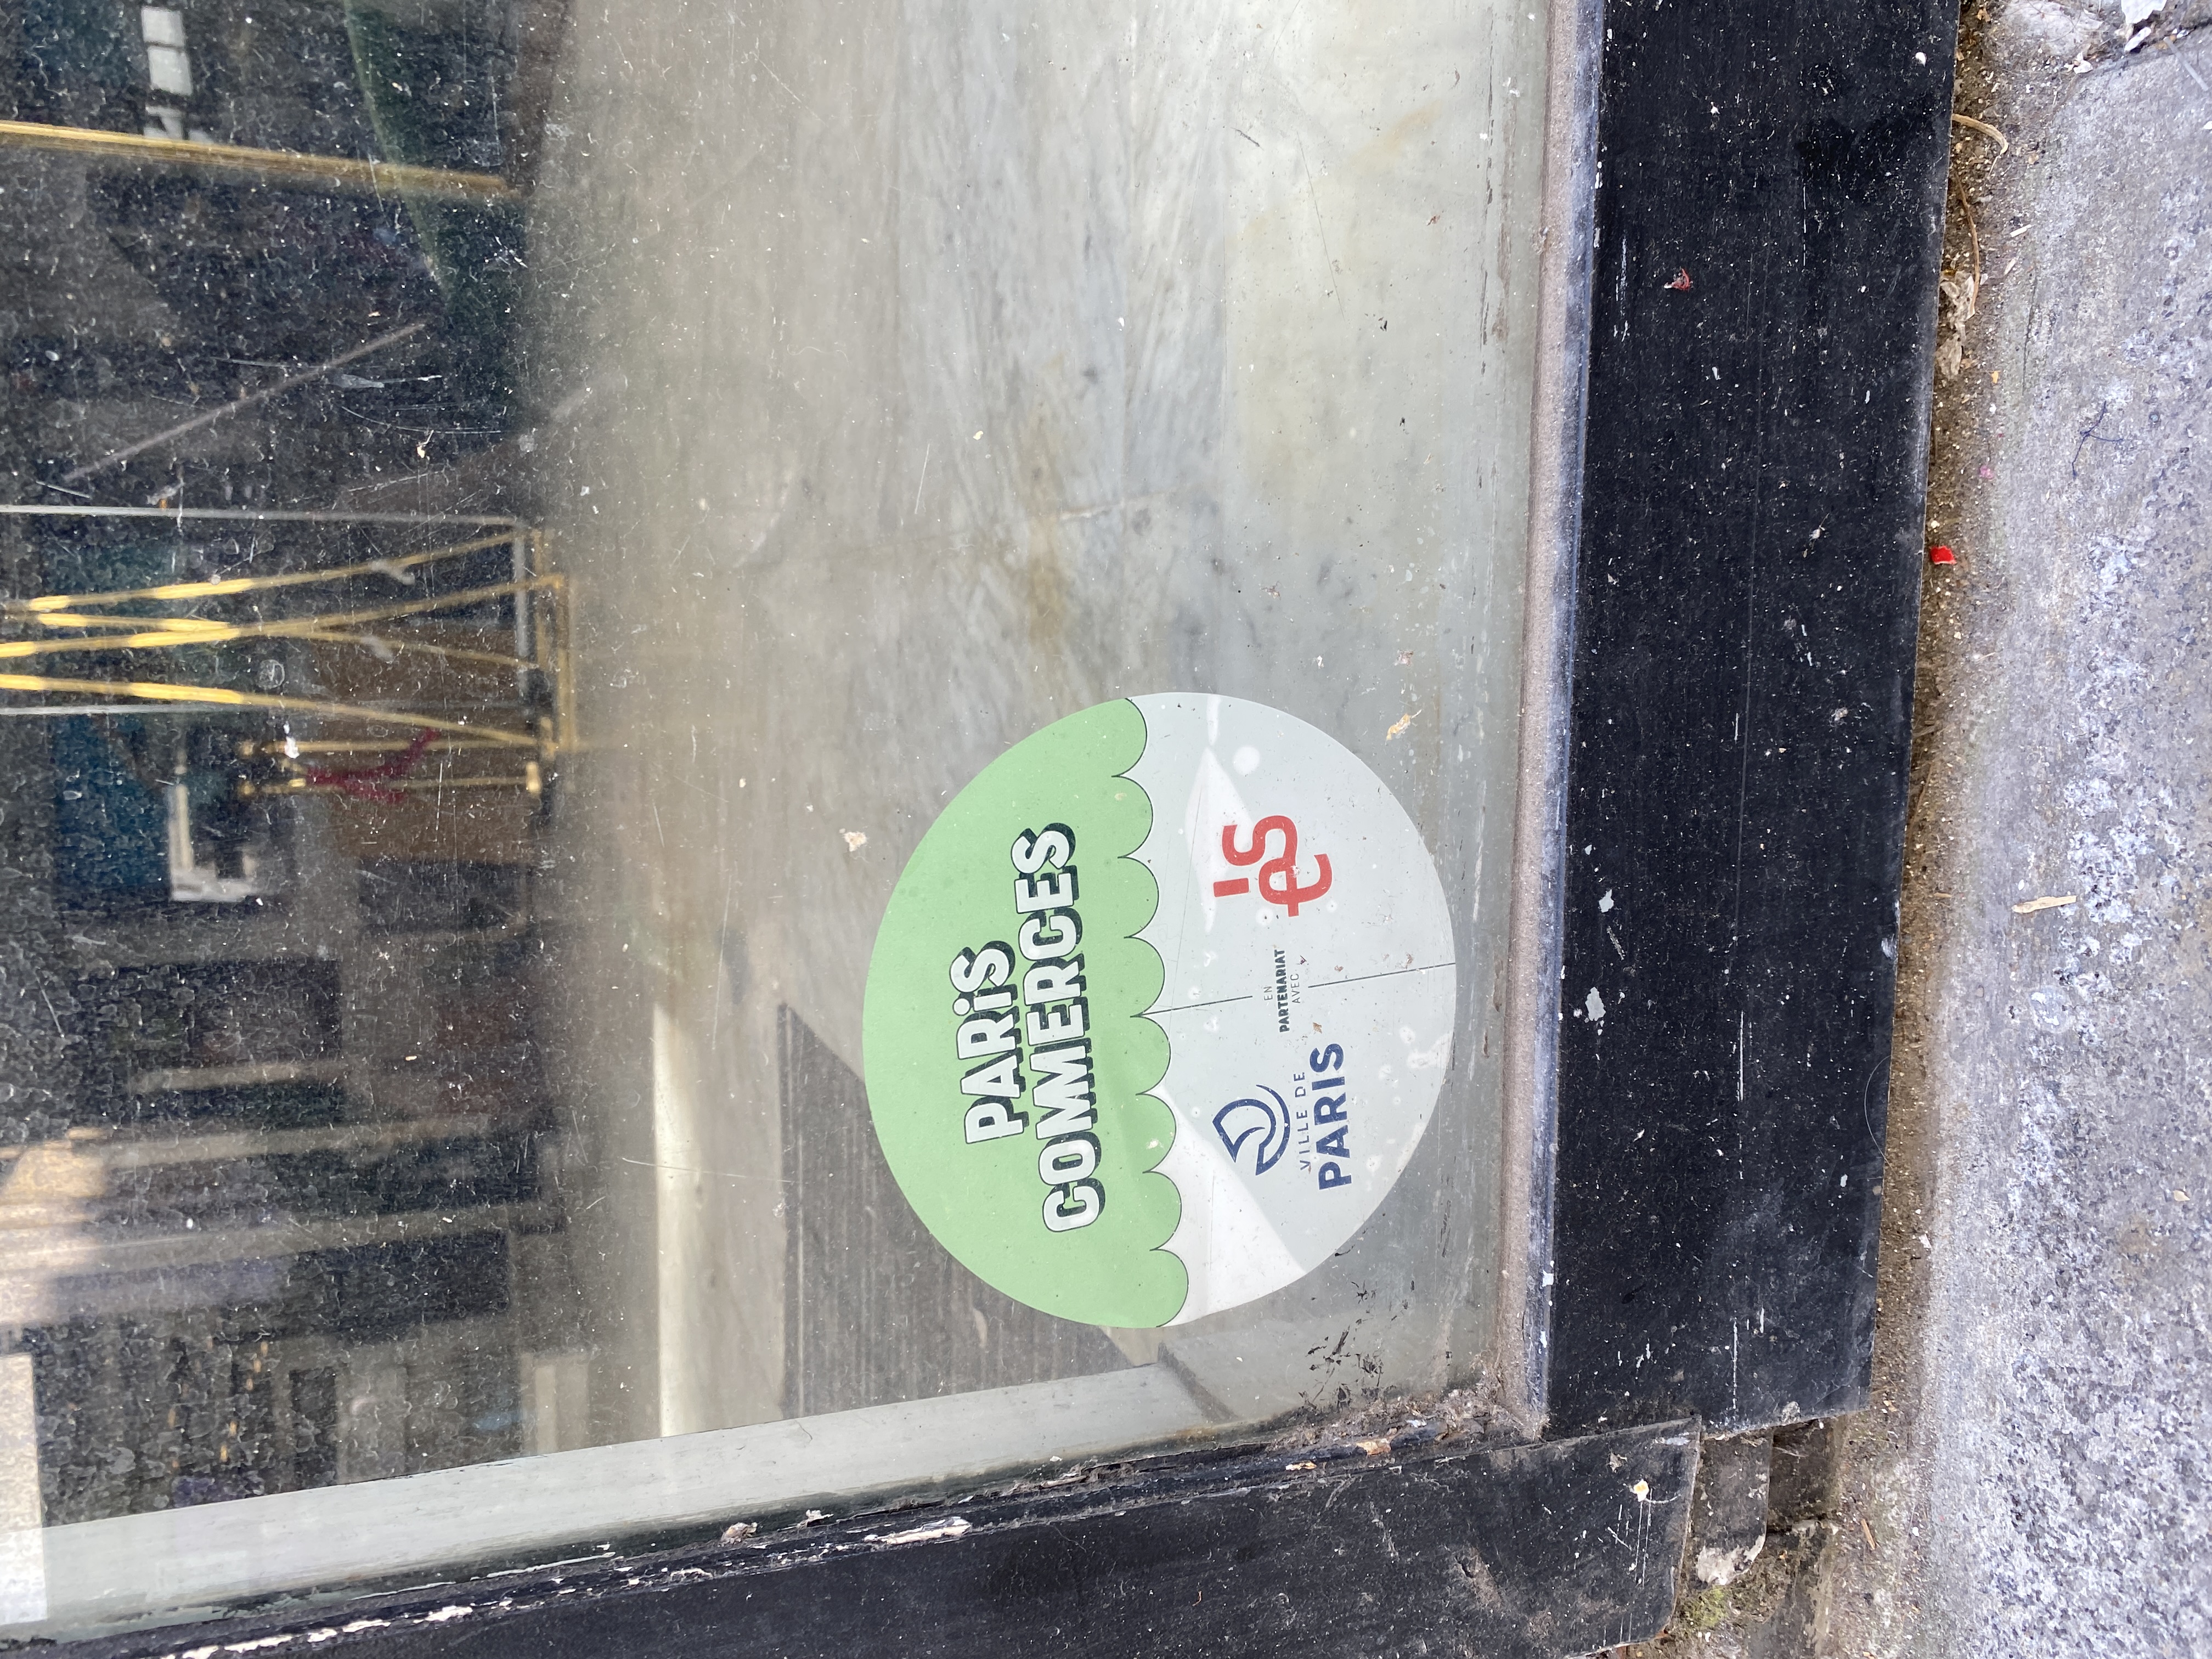 PARiS
COMMERCES
VILLE DE
PARIS
EN
PARTENARIAT
AVEC